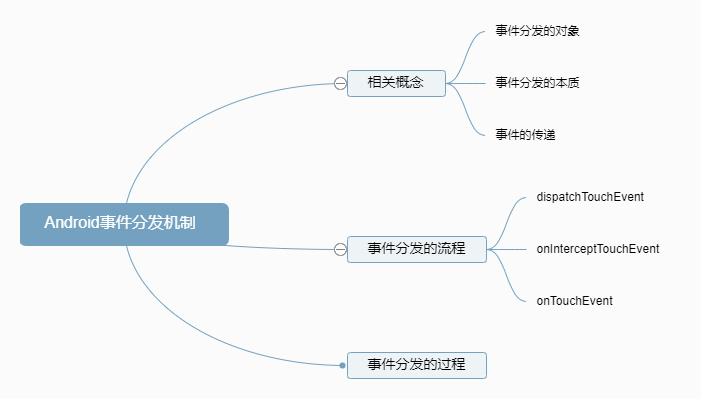 Android事件分发机制
相关概念
事件分发的对象
事件分发的本质
事件的传递
事件分发的流程
dispatchTouchEvent
onInterceptTouchEvent
onTouchEvent
事件分发的过程